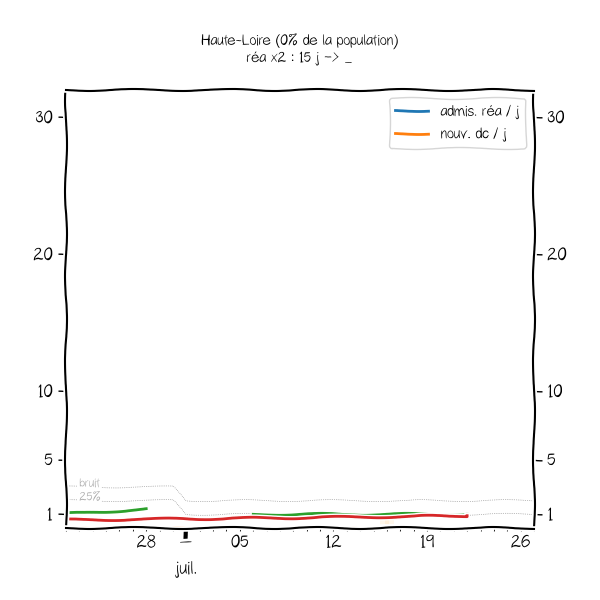 Haute-Loire (0% de la population)
réa x2 : 15 j -> _
admis. réa / j
nouv. dc / j
30
30
20
20
10
10
5
5
bruit
25%
1
1
28
05
12
19
26
juil.